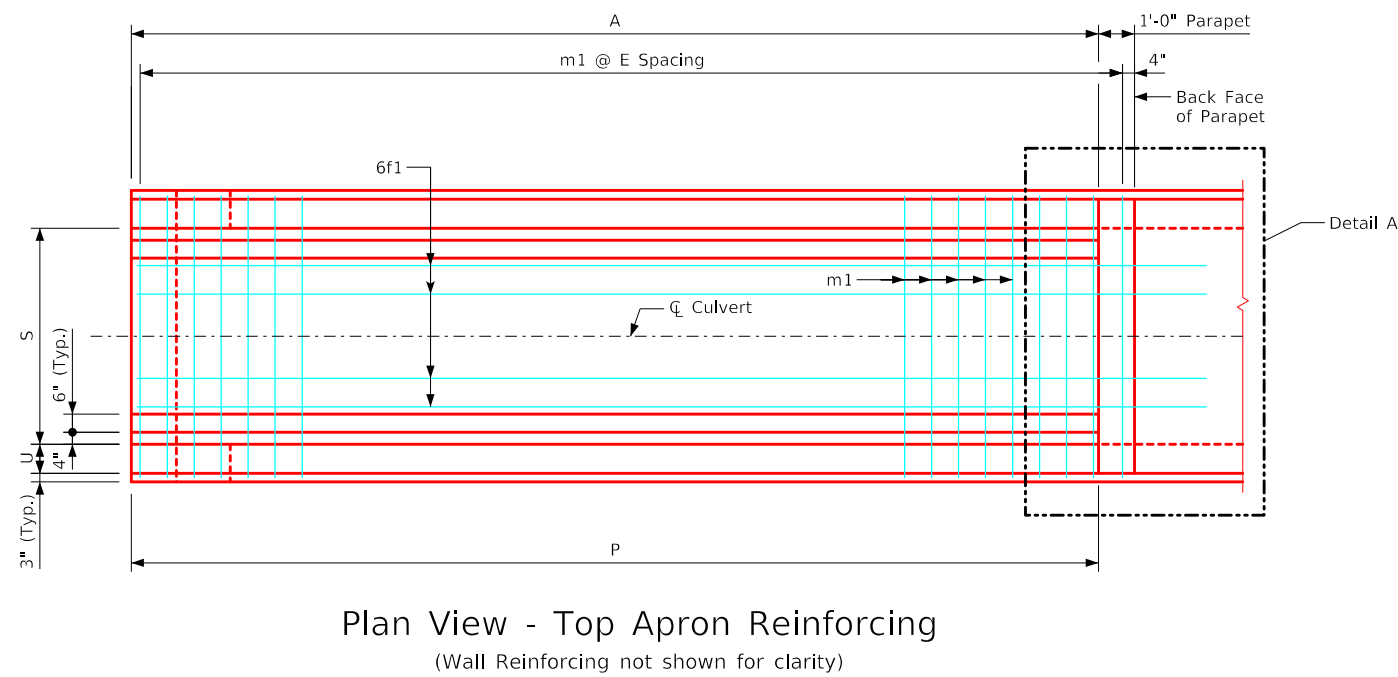 A
1'-0" Parapet
m1 @ E Spacing
4"
Back Face
of Parapet
6f1
Detail A
m1
℄ Culvert
S
6" (Typ.)
U
4"
3" (Typ.)
P
Plan View - Top Apron Reinforcing
(Wall Reinforcing not shown for clarity)